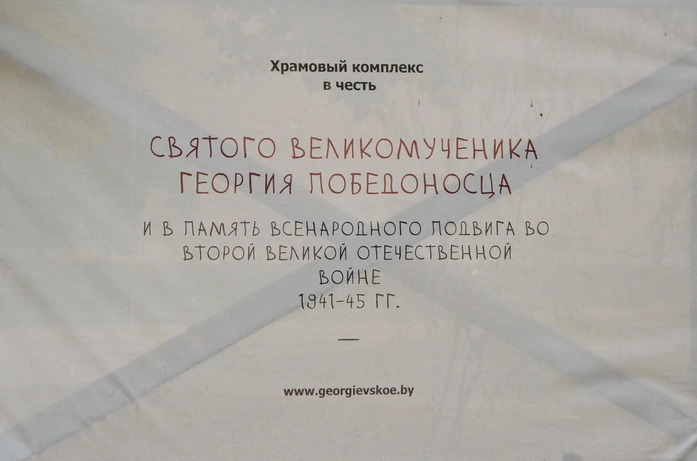 Храмовый комплекс
в честь
СВЯТОГО ВЕЛИКОМУЧЕНИКА
ГЕОРГИЯ ПОБЕДОНОСЦА
И В ПАМЯТЬ ВСЕНАРОДНОГО ПОДВИГА ВО
ВТОРОЙ ВЕЛИКОЙ ОТЕЧЕСТВЕННОЙ
ВОЙНЕ
1941-45 ГГ.
—
www.georgievskoe.by